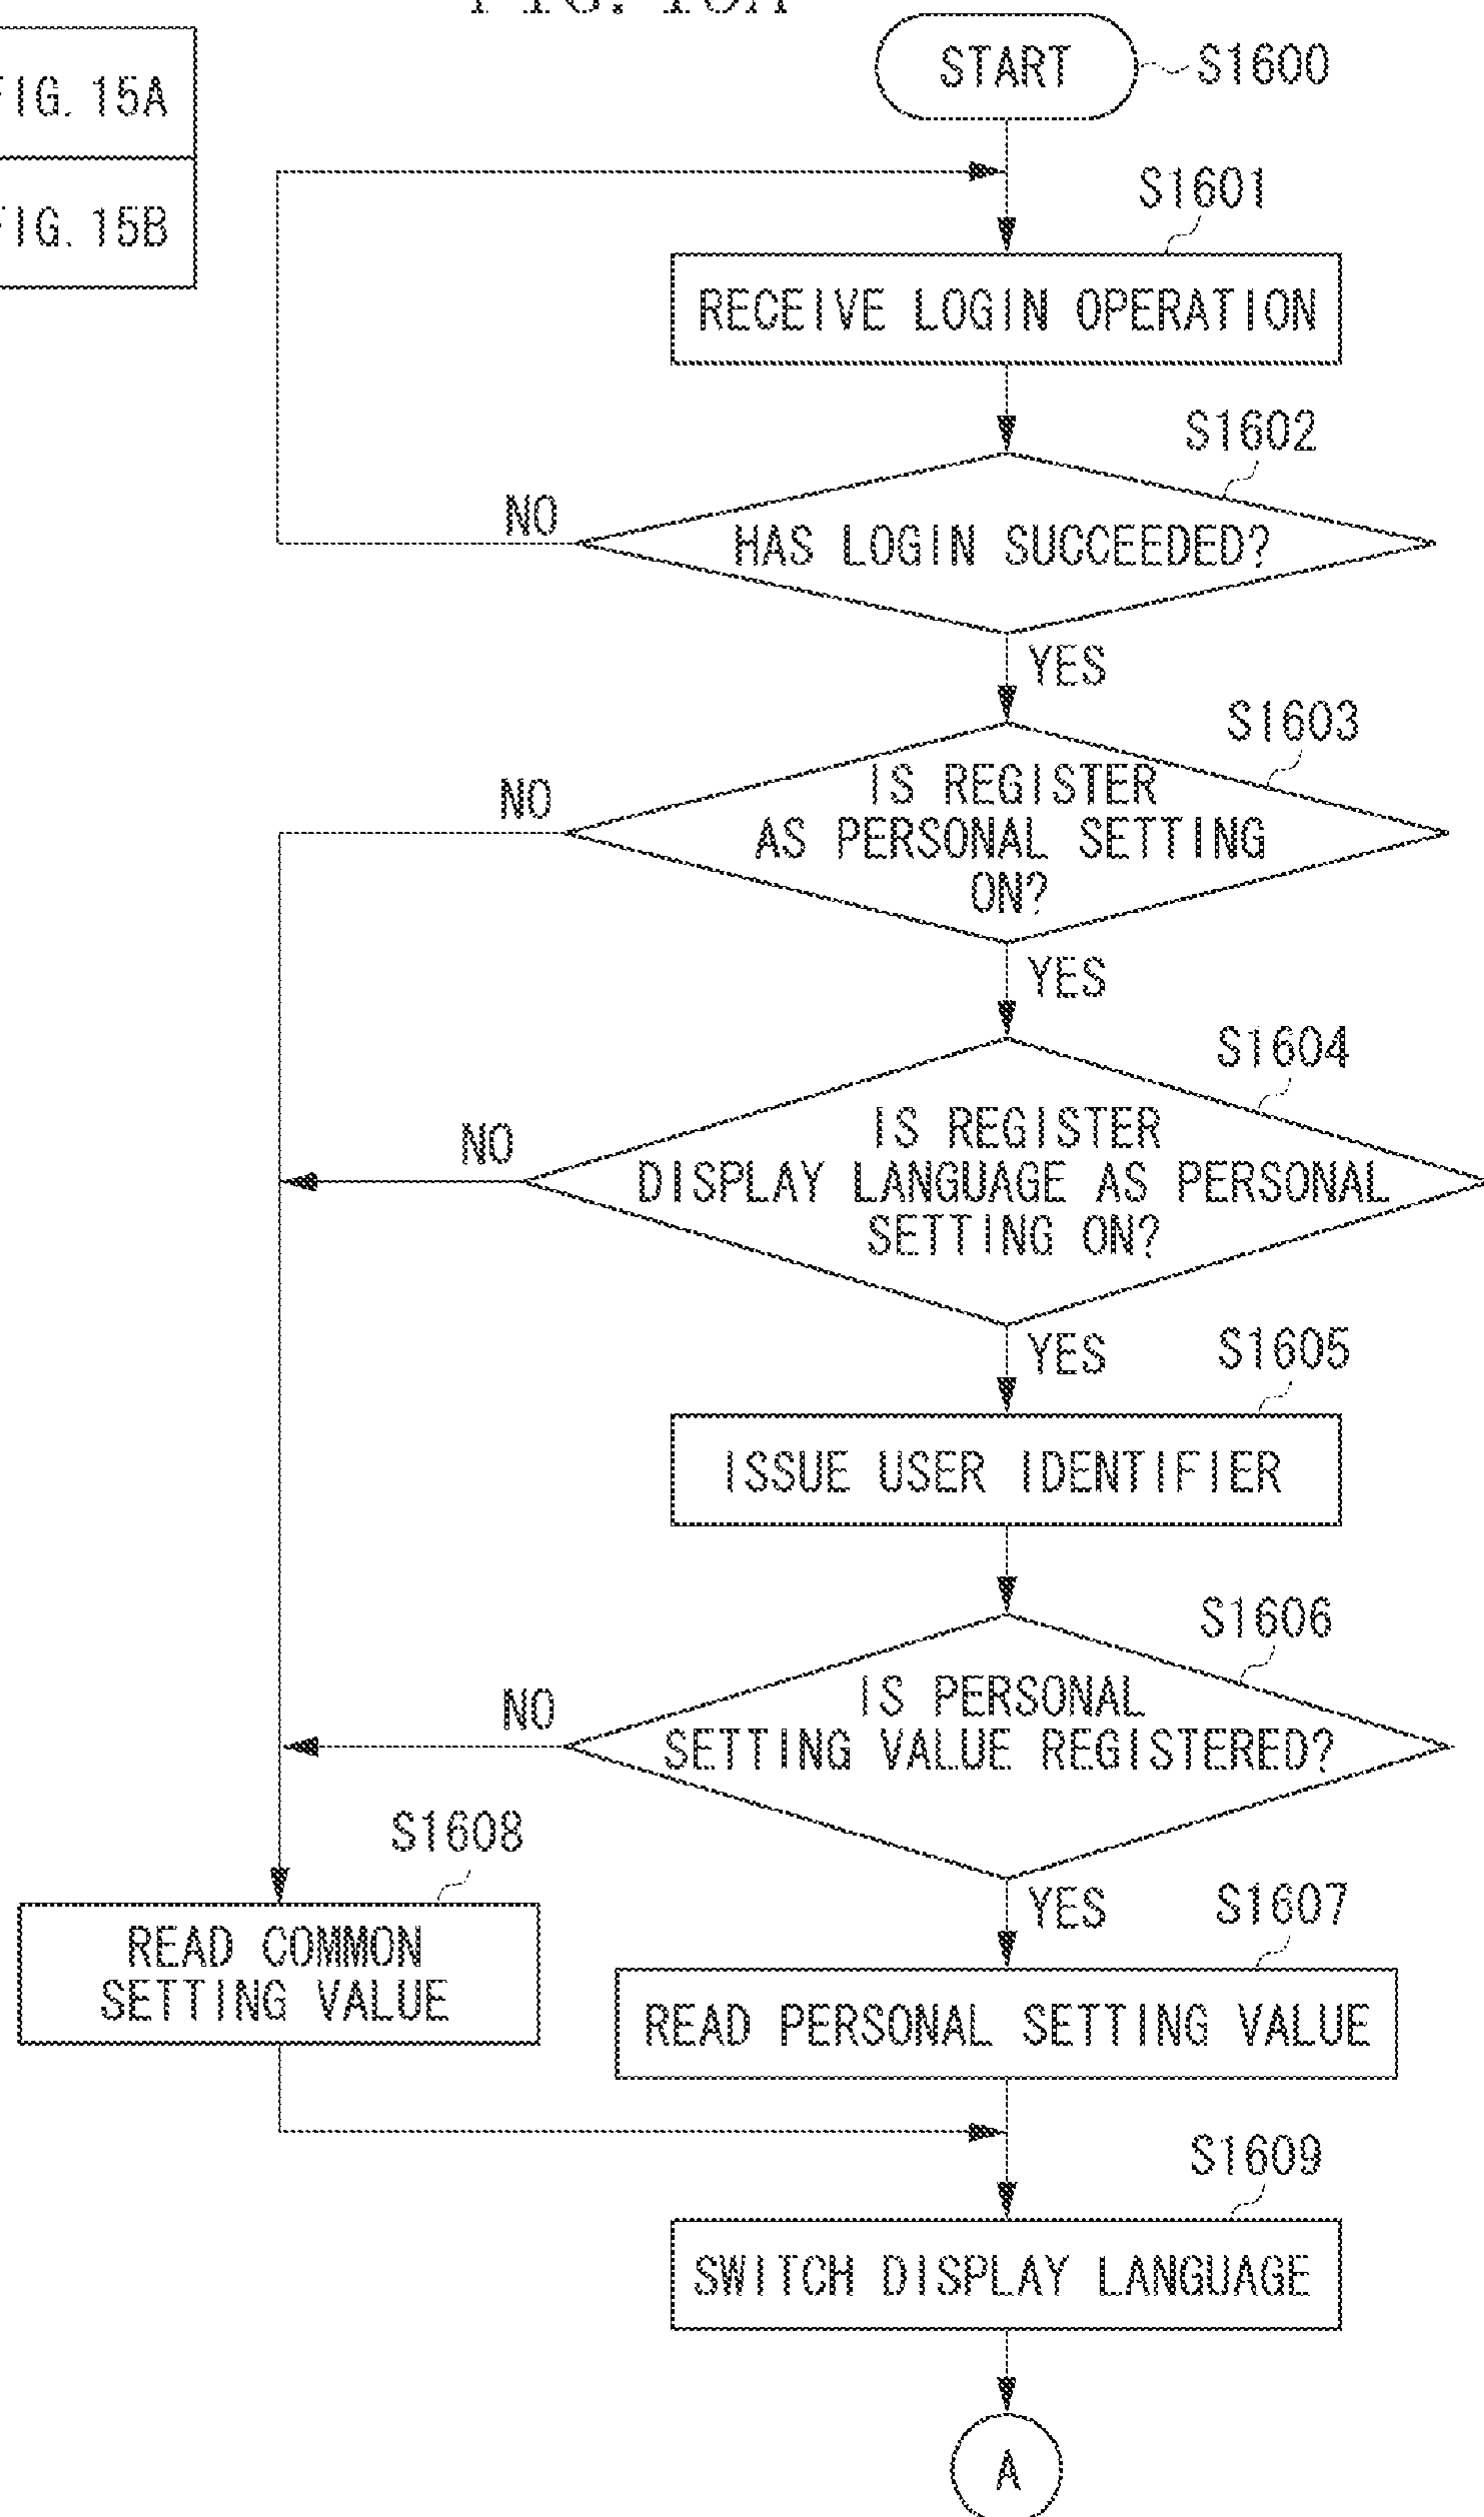 FIG. 15A
START
S1600
FIG. 15A
FIG. 15B
S1601
RECEIVE LOGIN OPERATION
S1602
NO
HAS LOGIN SUCCEEDED?
YES
S1603
NO
IS REGISTER
AS PERSONAL SETTING
ON?
YES
S1604
NO
IS REGISTER
DISPLAY LANGUAGE AS PERSONAL
SETTING ON?
YES
S1605
ISSUE USER IDENTIFIER
S1606
NO
IS PERSONAL
SETTING VALUE REGISTERED?
S1608
READ COMMON
SETTING VALUE
YES
S1607
READ PERSONAL SETTING VALUE
S1609
SWITCH DISPLAY LANGUAGE
A